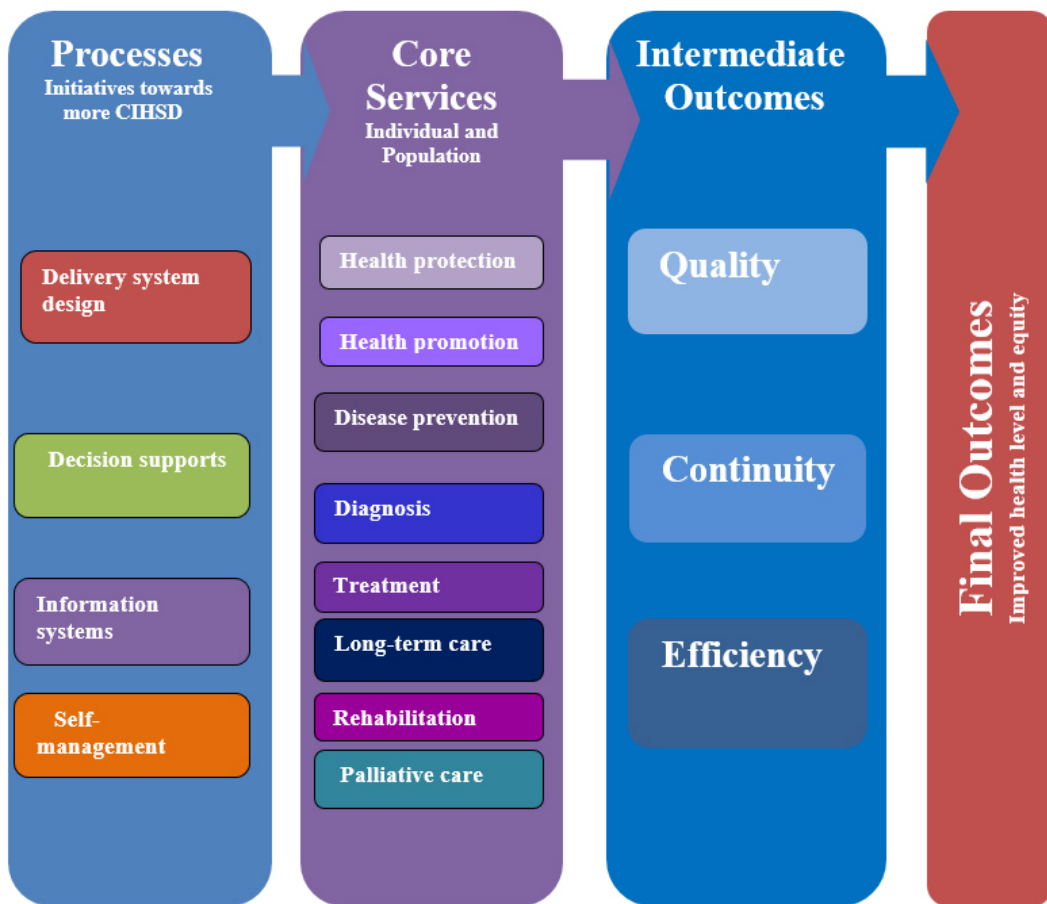 Processes
Initiatives towards
more CIHSD
Delivery system
design
Decision supports
Information
systems
Self-
management
Core
Services
Individual and
Population
Health protection
Health promotion
Disease prevention
Diagnosis
Treatment
Long-term care
Rehabilitation
Palliative care
Intermediate
Outcomes
Quality
Continuity
Efficiency
Final Outcomes
Improved health level and equity